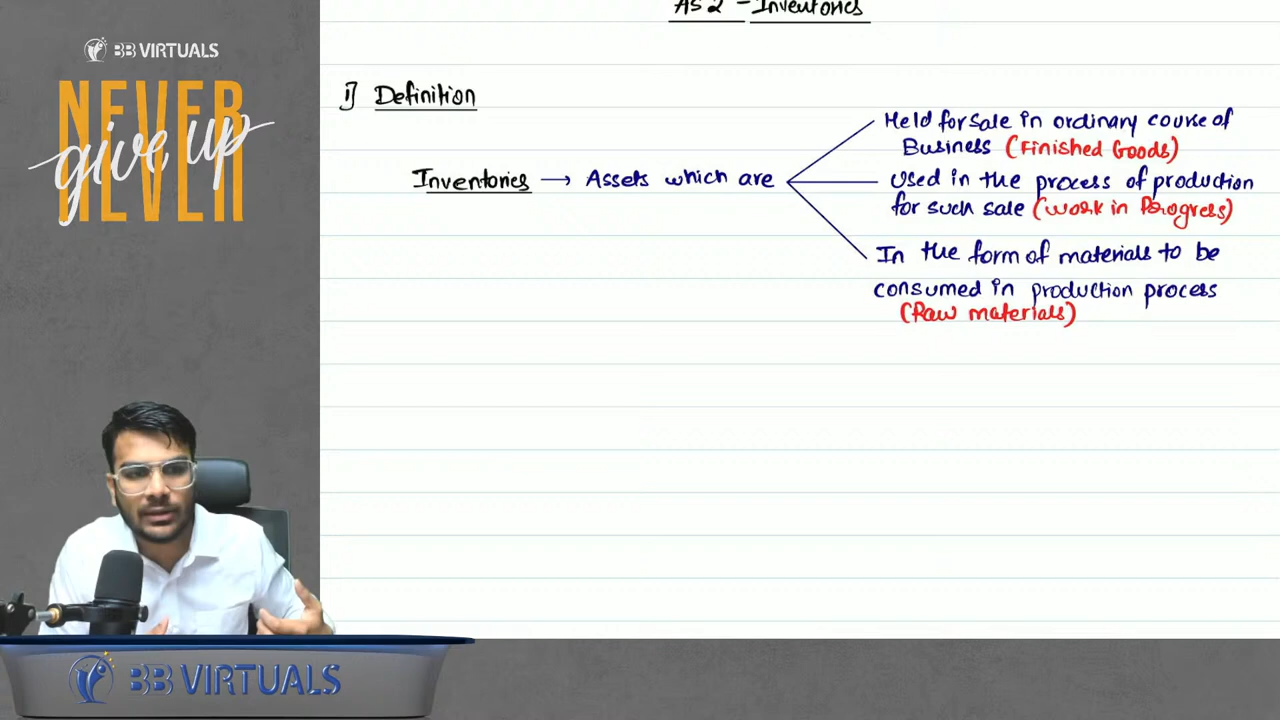 AS 2 - Inventories
BB VIRTUALS
NEVER
give up
NEVER
1] Definition
Held for sale in ordinary course of
Business (Finished Goods)
Inventories → Assets which are
Used in the process of production
for such sale (Work in Progress)
In the form of materials to be
consumed in production process
(Raw materials)
BB VIRTUALS